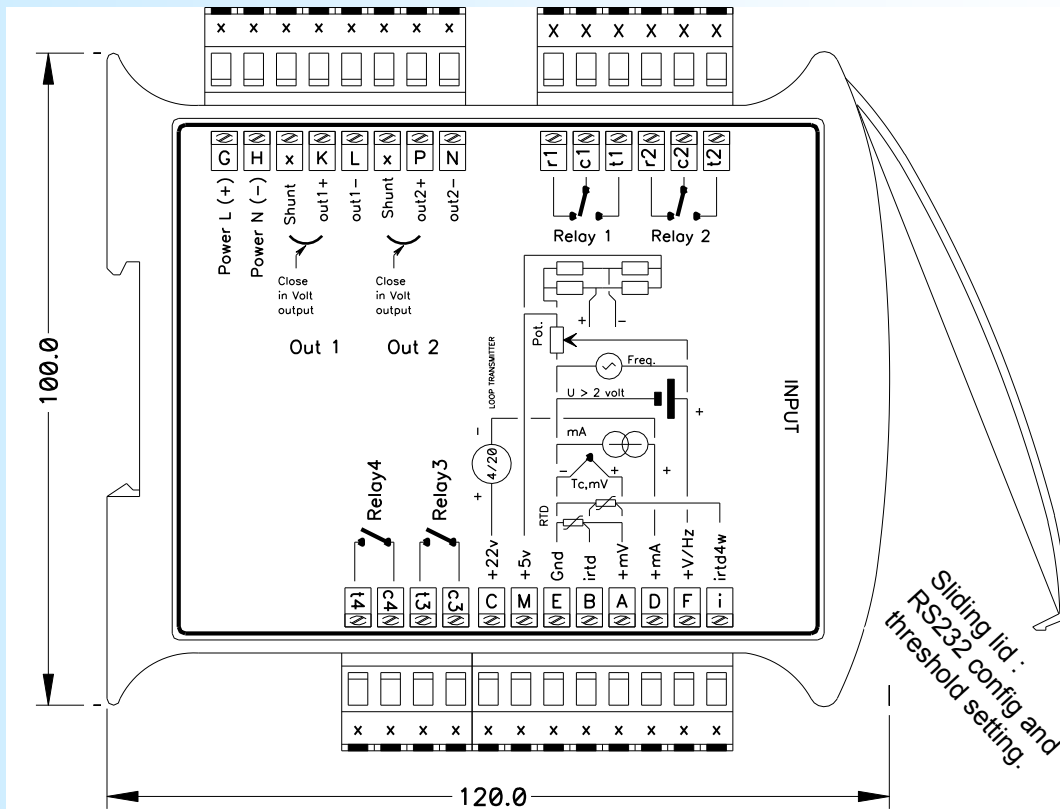 x x x x x x x x
x x x x x x
G H x K L x P N
r1 c1 t1 r2 c2 t2
Power L (+)
Power N (-)
Shunt
out1+
out1-
Shunt
out2+
out2-
Relay 1
Relay 2
Close
in Volt
output
Close
in Volt
output
Out 1
Out 2
+
-
Pot.
LOOP TRANSMITTER
Freq.
U > 2 volt
+
INPUT
-
4/20
+
mA
-
+
+
Tc,mV
RTD
Relay4
Relay3
+22v
+5v
Gnd
irtd
+mV
+mA
+V/Hz
irtd4w
t4 c4 t3 c3 C M E B A D F i
x x x x x x x x x x x x
100.0
120.0
Sliding lid :
RS232 config and
threshold setting.